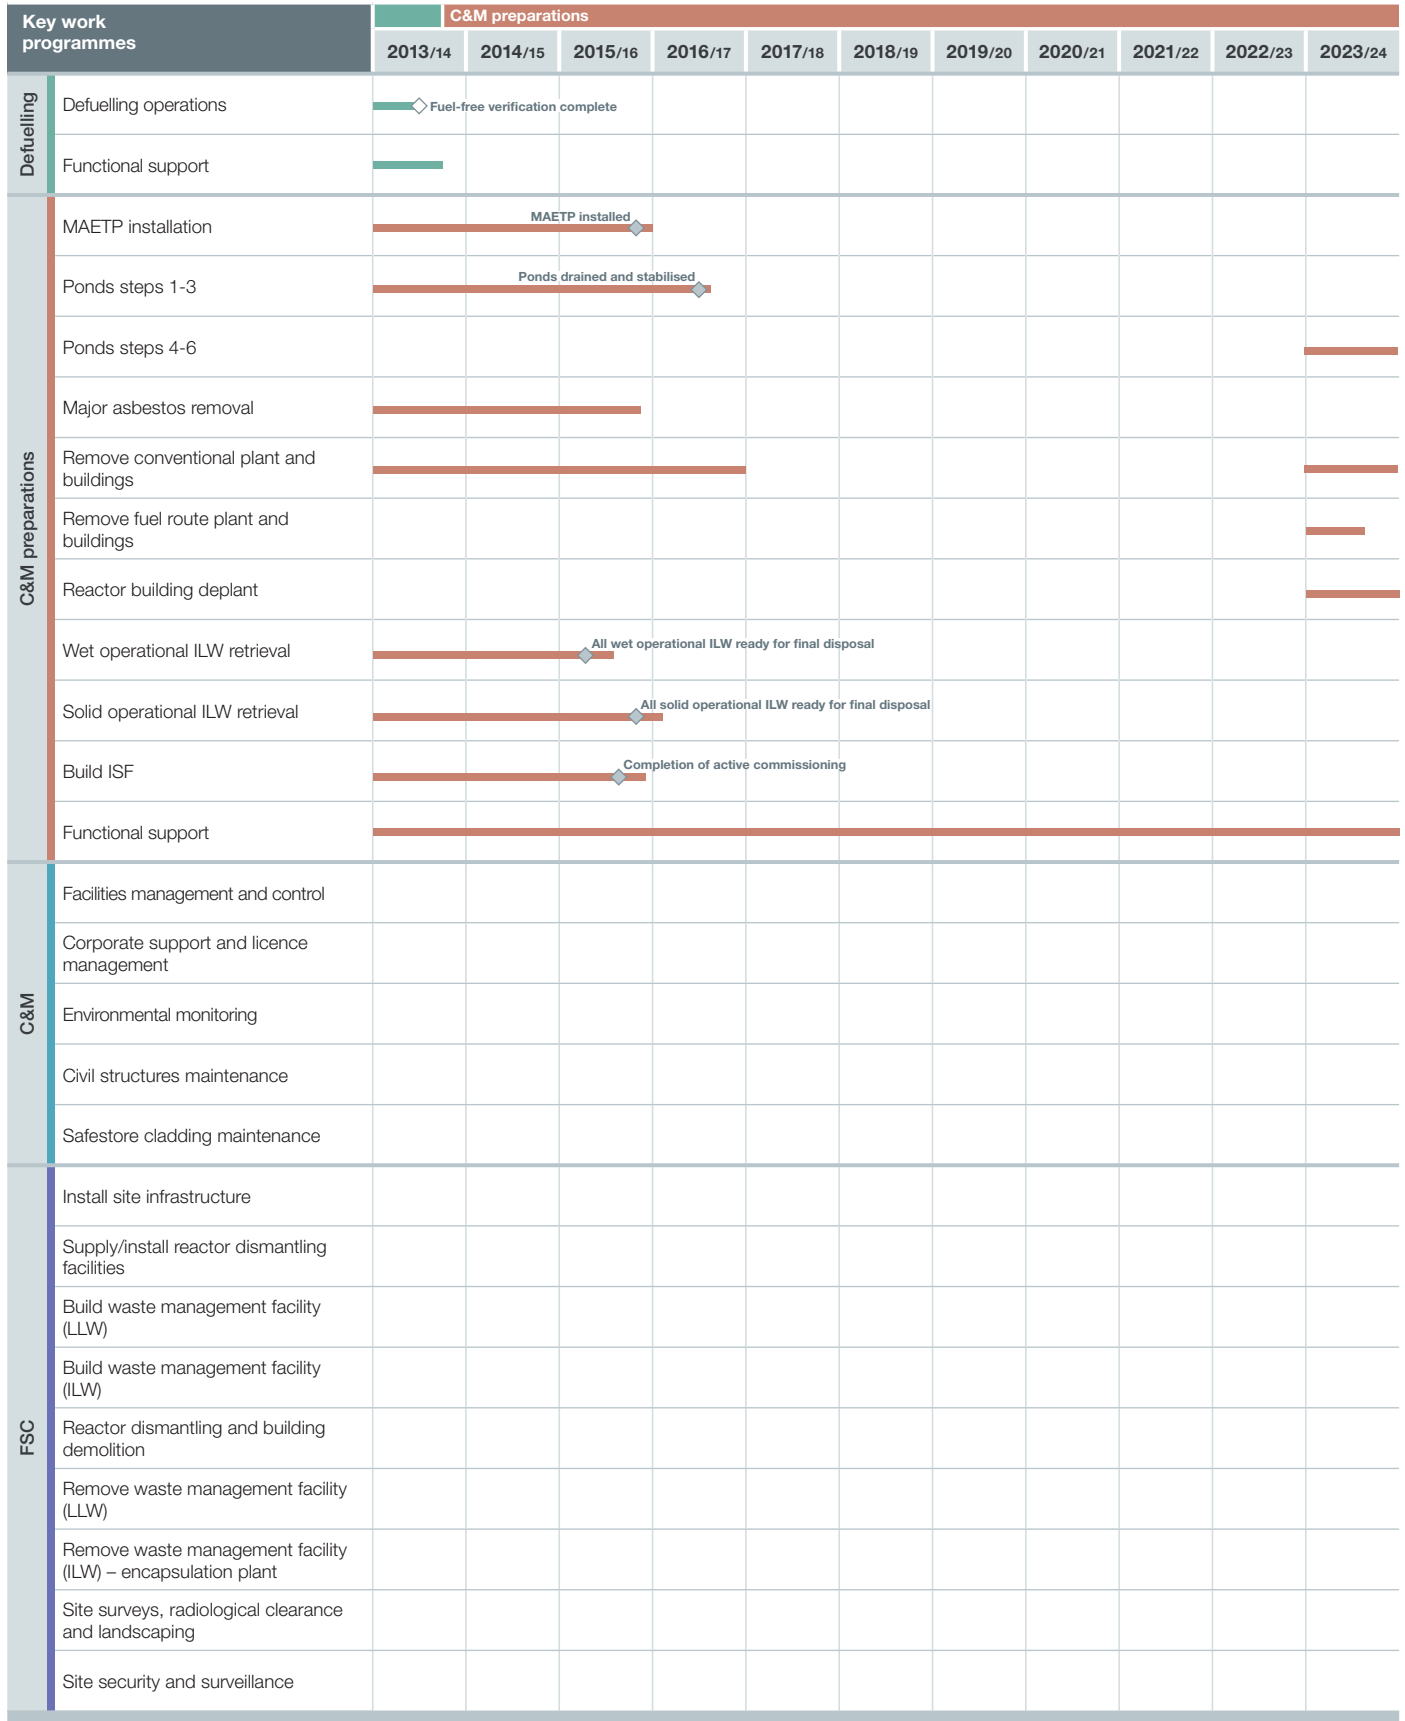 Key work
programmes
C&M preparations
2013/14 2014/15 2015/16 2016/17 2017/18 2018/19 2019/20 2020/21 2021/22 2022/23 2023/24
Defuelling
Defuelling operations
Fuel-free verification complete
Functional support
C&M preparations
MAETP installation
MAETP installed
Ponds steps 1-3
Ponds drained and stabilised
Ponds steps 4-6
Major asbestos removal
Remove conventional plant and
buildings
Remove fuel route plant and
buildings
Reactor building deplant
Wet operational ILW retrieval
All wet operational ILW ready for final disposal
Solid operational ILW retrieval
All solid operational ILW ready for final disposal
Build ISF
Completion of active commissioning
Functional support
C&M
Facilities management and control
Corporate support and licence
management
Environmental monitoring
Civil structures maintenance
Safestore cladding maintenance
FSC
Install site infrastructure
Supply/install reactor dismantling
facilities
Build waste management facility
(LLW)
Build waste management facility
(ILW)
Reactor dismantling and building
demolition
Remove waste management facility
(LLW)
Remove waste management facility
(ILW) – encapsulation plant
Site surveys, radiological clearance
and landscaping
Site security and surveillance